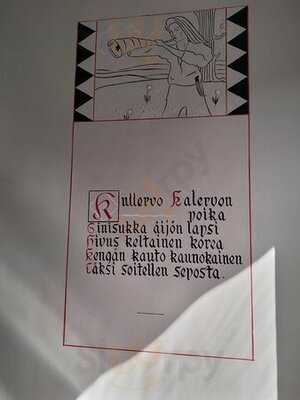 Kullervo Kalervon
poika
Sinisukka äijön lapsi
Hivus keltainen korea
Kengän kauto kaunokainen
Läksi soitellen seposta.